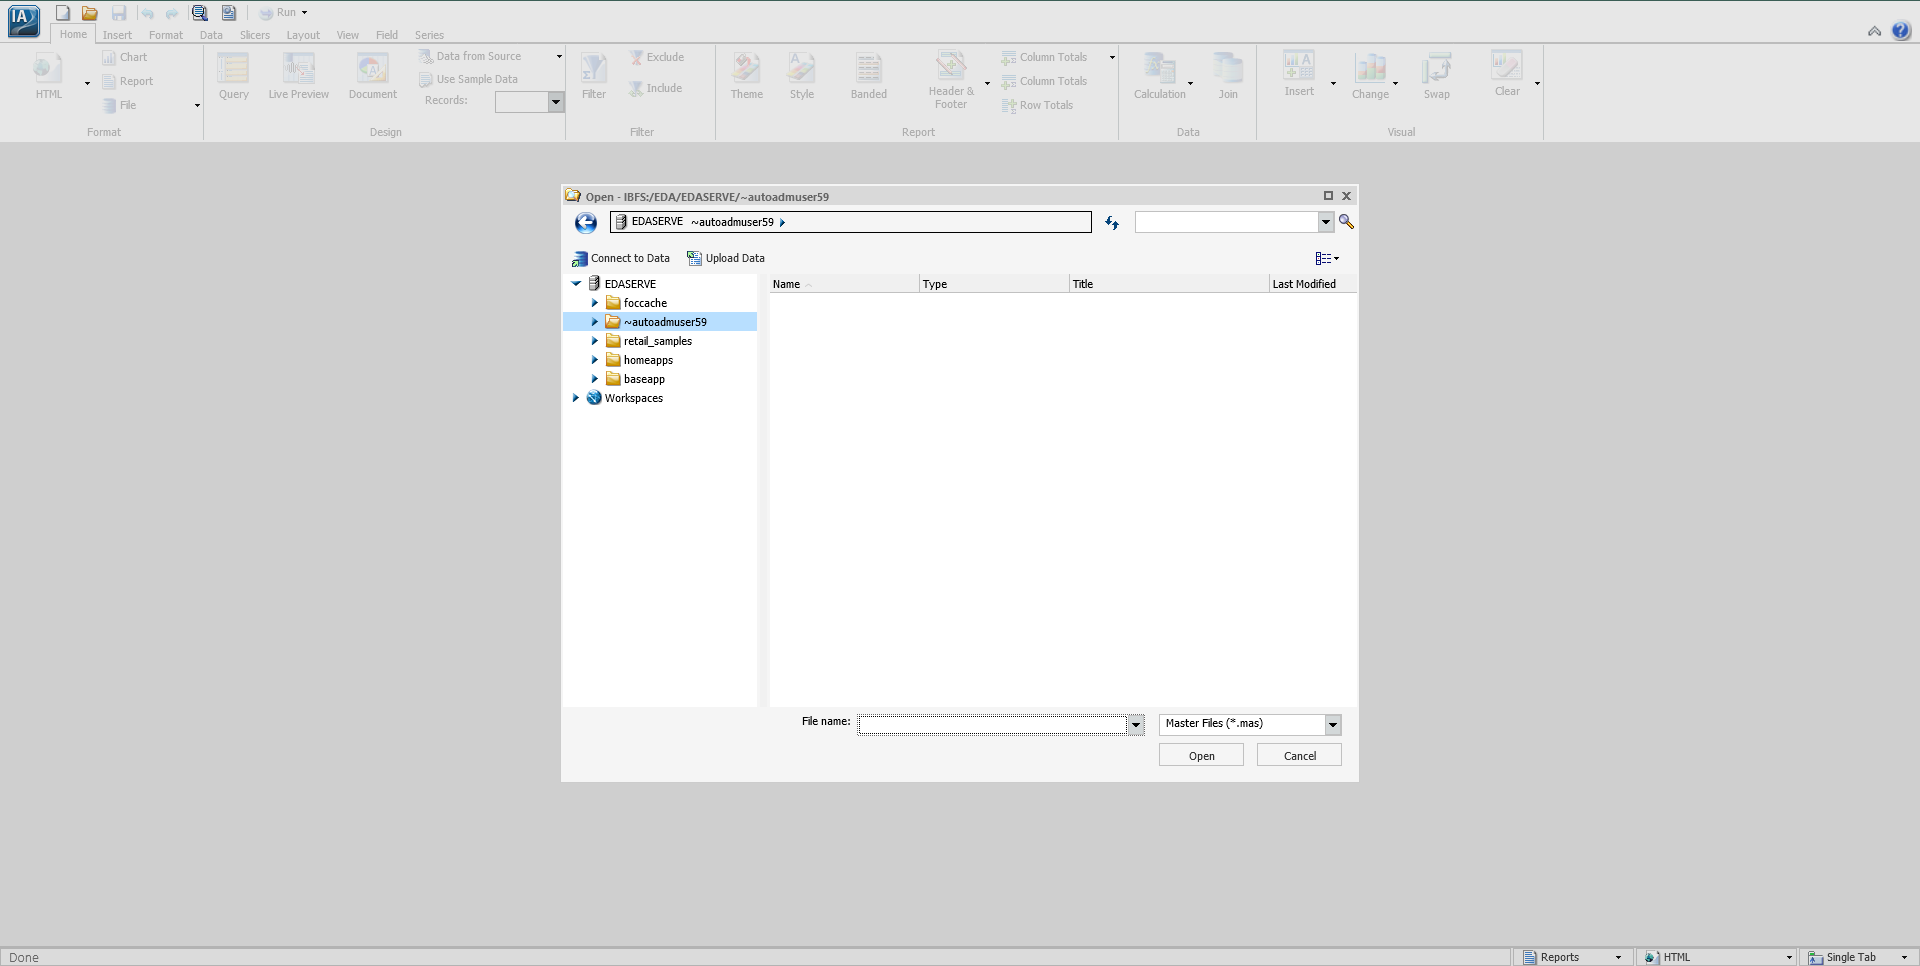 IA
Run
Home Insert Format Data Slicers Layout View Field Series
HTML
Chart
Report
File
Format
Query
Live Preview
Document
Data from Source
Use Sample Data
Records:
Design
Filter
Exclude
Include
Filter
Theme
Style
Banded
Header &
Footer
Column Totals
Column Totals
Row Totals
Report
Calculation
Join
Data
Insert
Change
Swap
Clear
Visual
Open - IBFS:/EDA/EDASERVE/~autoadmuser59
EDASERVE ~autoadmuser59
Connect to Data Upload Data
EDASERVE
foccache
~autoadmuser59
retail_samples
homeapps
baseapp
Workspaces
Name Type Title Last Modified
File name: Master Files (*.mas)
Open Cancel
Done Reports HTML Single Tab